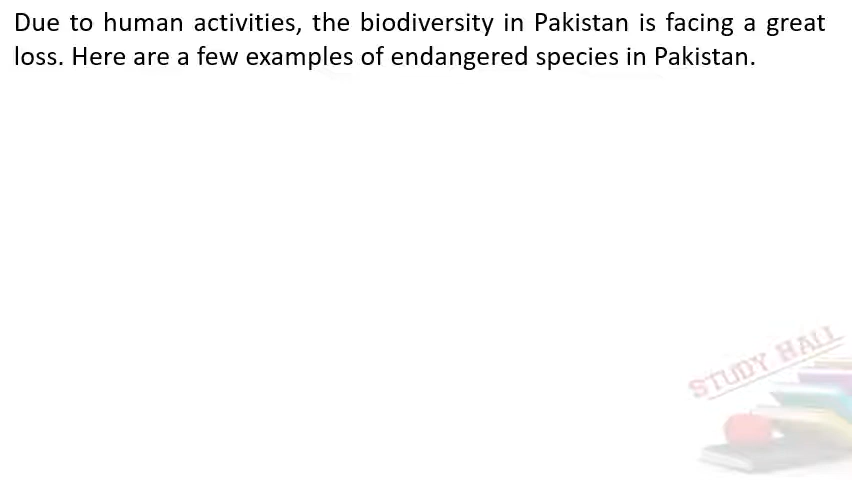 Due to human activities, the biodiversity in Pakistan is facing a great
loss. Here are a few examples of endangered species in Pakistan.
STUDY HALL